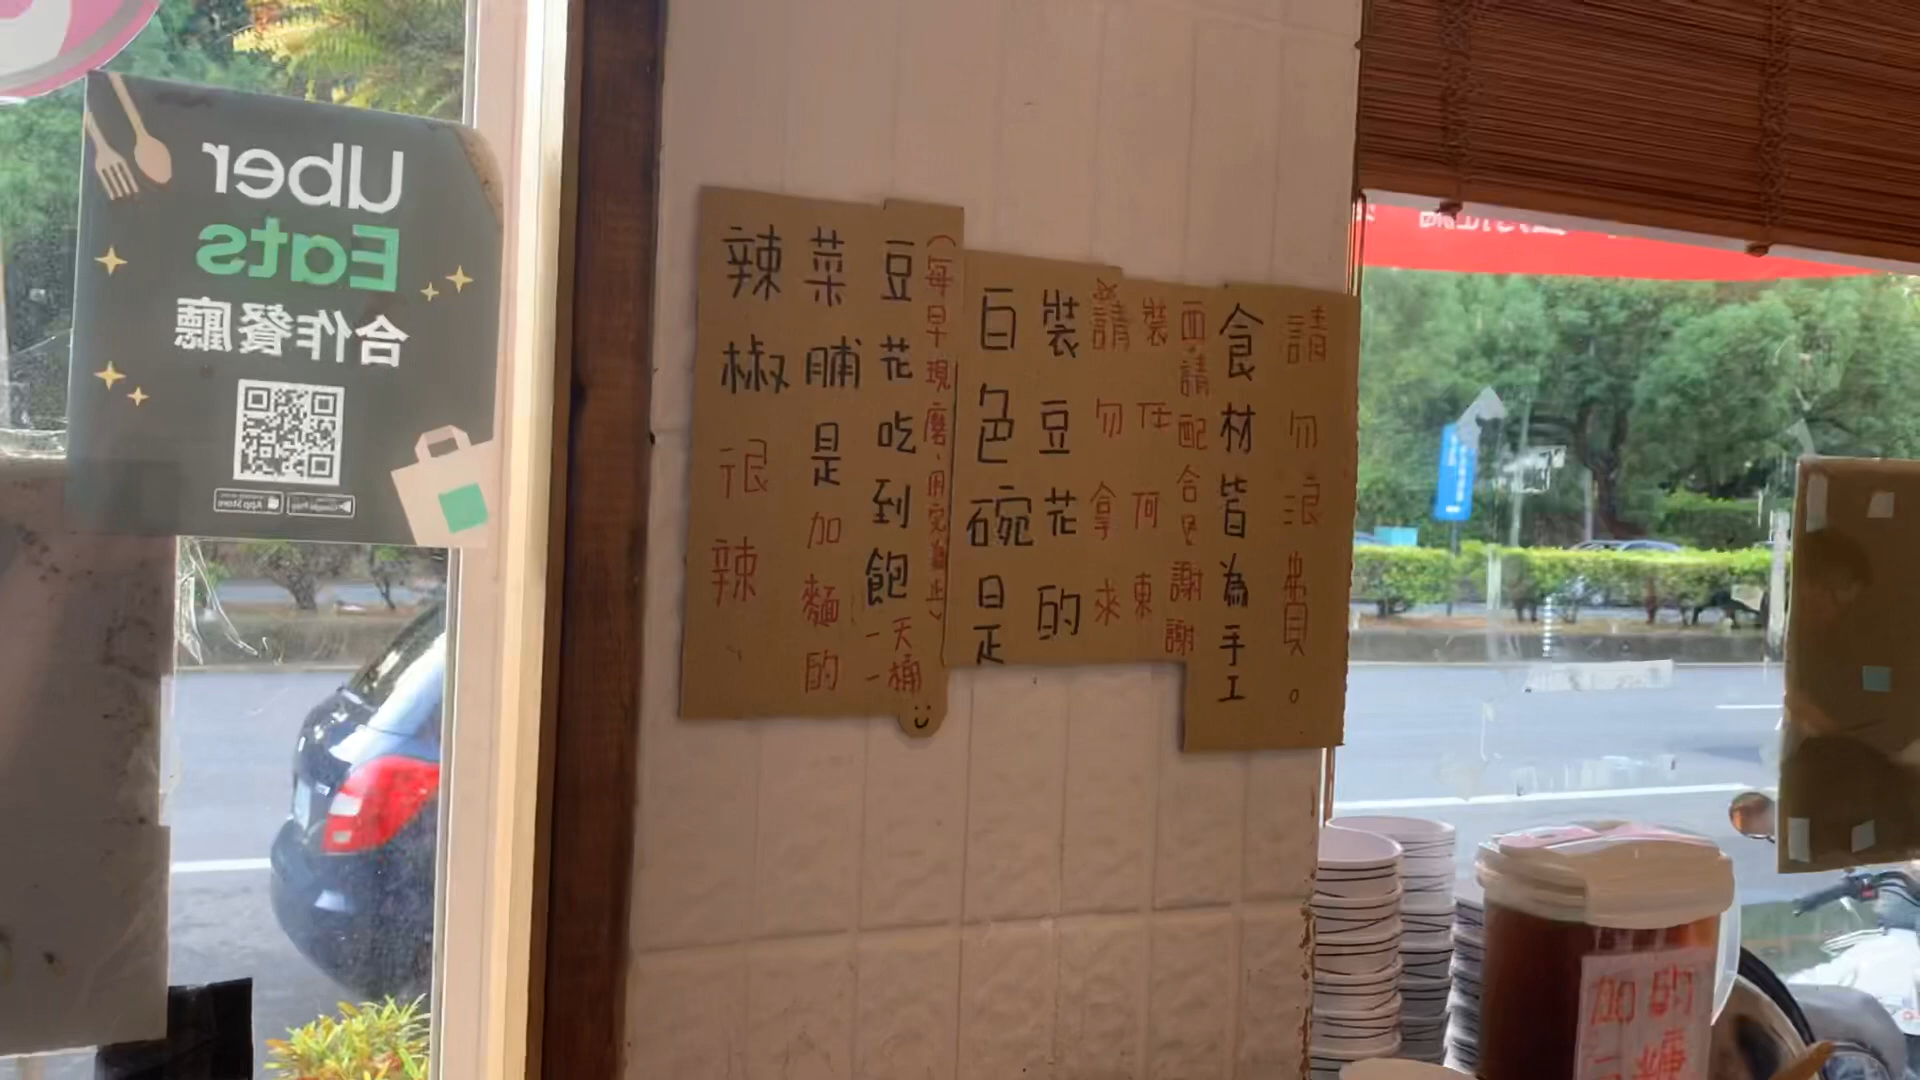 Uber
Eats
合作餐廳
請勿浪費。
食材皆為手工
面請配合
謝謝
裝任何東
請勿拿來
裝豆花的
白色碗是
(每早現磨、用完為止)
豆花吃到飽
一天
一桶
菜脯是加麵的
辣椒很辣